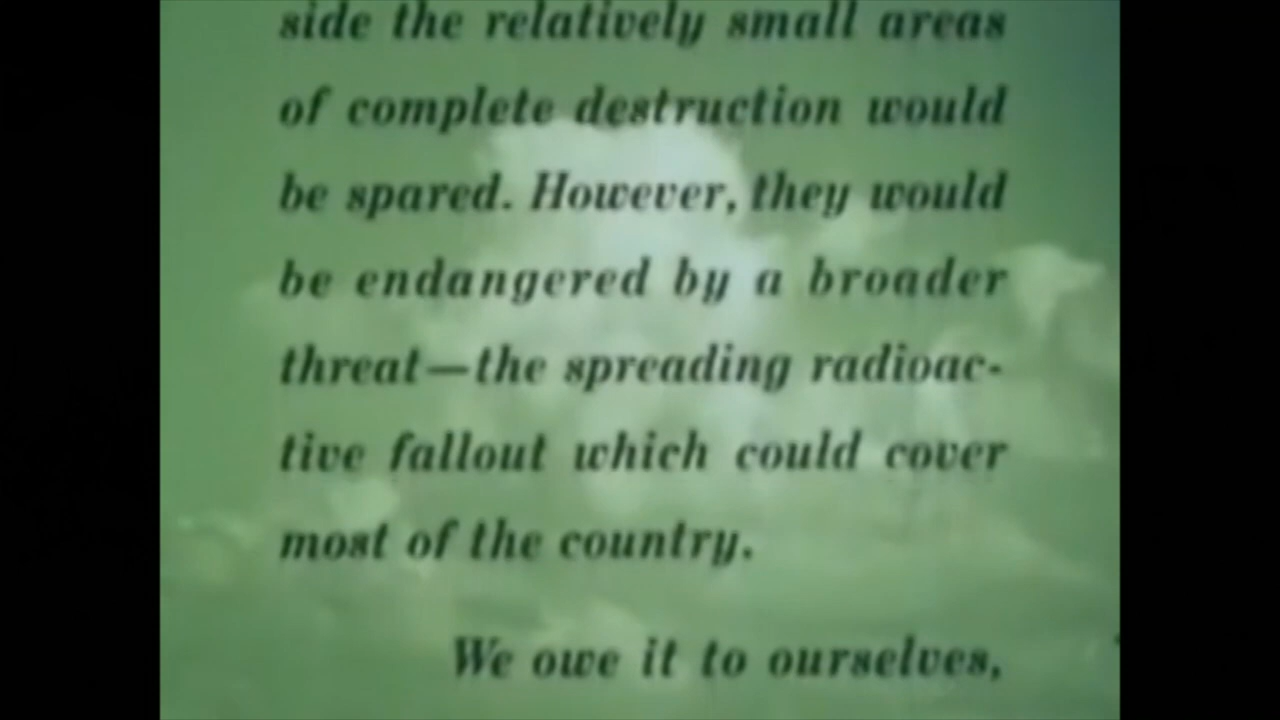 side the relatively small areas
of complete destruction would
be spared. However, they would
be endangered by a broader
threat—the spreading radioac-
tive fallout which could cover
most of the country.
We owe it to ourselves,